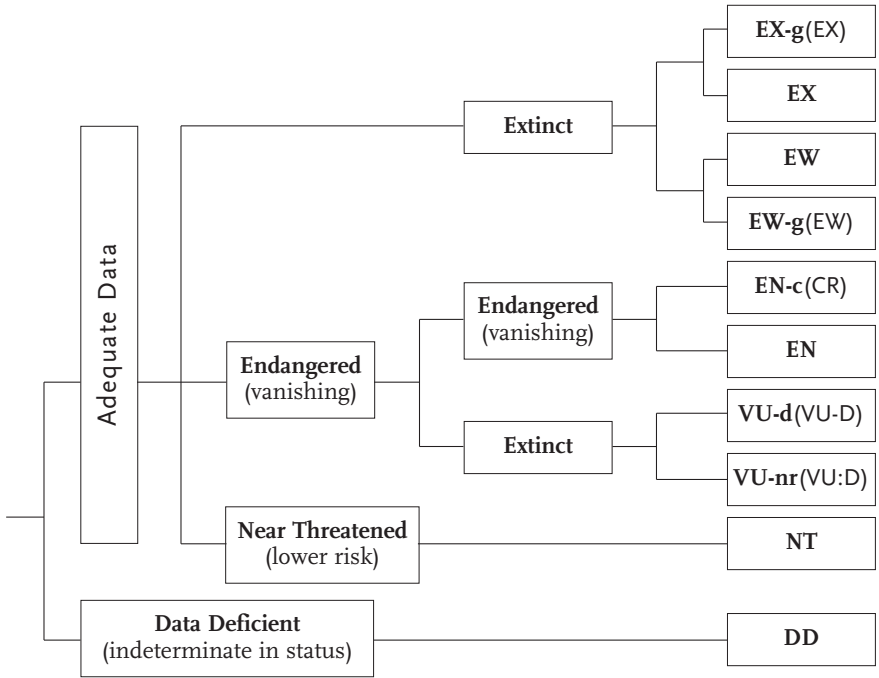 EX-g(EX)
EX
Extinct
EW
EW-g(EW)
Adequate Data
EN-c(CR)
Endangered
(vanishing)
EN
Endangered
(vanishing)
VU-d(VU-D)
Extinct
VU-nr(VU:D)
Near Threatened
(lower risk)
NT
Data Deficient
(indeterminate in status)
DD